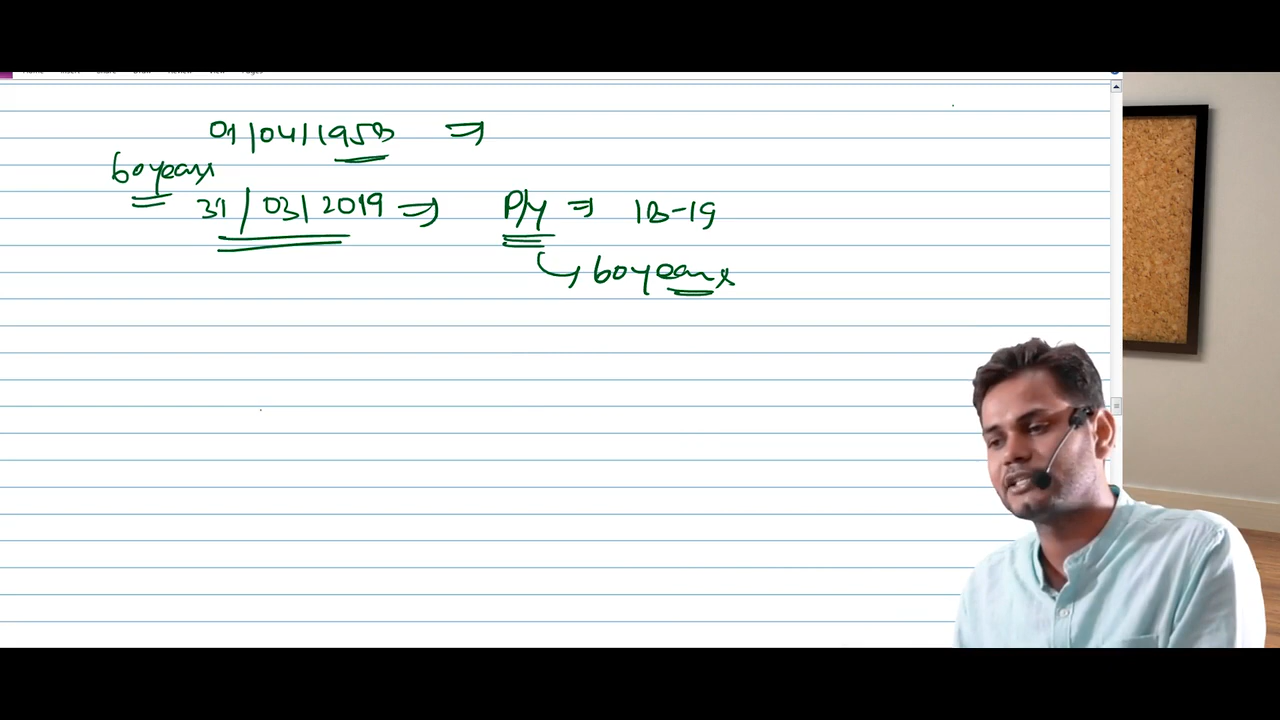 01/04/1958 ⇒
60 years
31/03/2019 ⇒ P/Y ⇒ 18-19
↳ 60 years